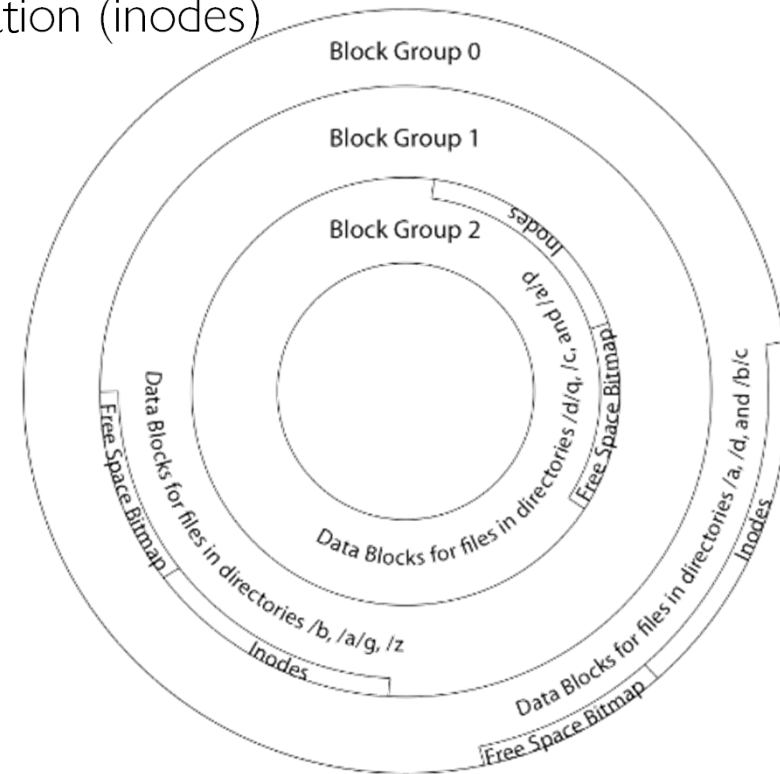 (inodes)
Block Group 0
Block Group 1
Block Group 2
Inodes
Free Space Bitmap
Data Blocks for files in directories /d/q, /c, and /a/p
Data Blocks for files in directories /b, /a/g, /z
Free Space Bitmap
Inodes
Data Blocks for files in directories /a, /d, and /b/c
Inodes
Free Space Bitmap